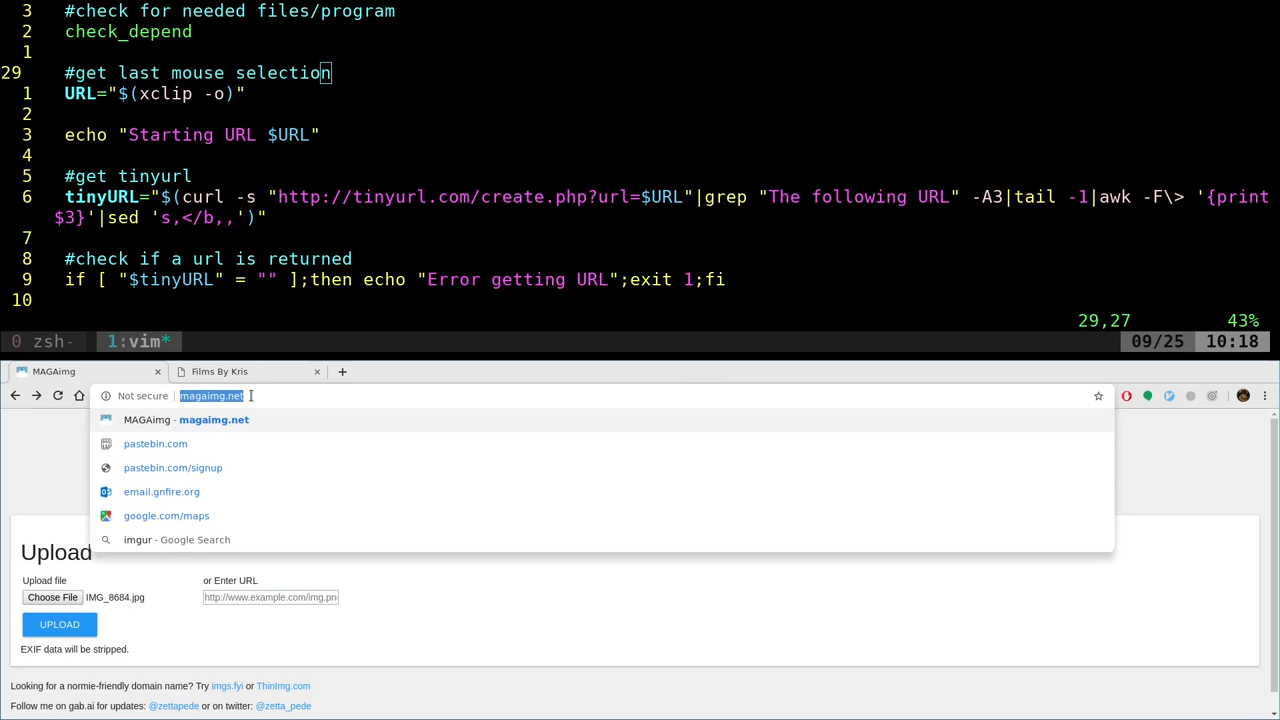 3 #check for needed files/program
2 check_depend
1
29 #get last mouse selection
1 URL="$(xclip -o)"
2
3 echo "Starting URL $URL"
4
5 #get tinyurl
6 tinyURL="$(curl -s "http://tinyurl.com/create.php?url=$URL"|grep "The following URL" -A3|tail -1|awk -F\> '{print
$3}'|sed 's,</b,,')"
7
8 #check if a url is returned
9 if [ "$tinyURL" = "" ];then echo "Error getting URL";exit 1;fi
10
29,27 43%
0 zsh- 1:vim* 09/25 10:18
MAGAimg Films By Kris
Not secure magaimg.net
MAGAimg - magaimg.net
pastebin.com
pastebin.com/signup
email.gnfire.org
google.com/maps
imgur - Google Search
Upload
Upload file or Enter URL
Choose File IMG_8684.jpg http://www.example.com/img.pn
UPLOAD
EXIF data will be stripped.
Looking for a normie-friendly domain name? Try imgs.fyi or ThinImg.com
Follow me on gab.ai for updates: @zettapede or on twitter: @zetta_pede